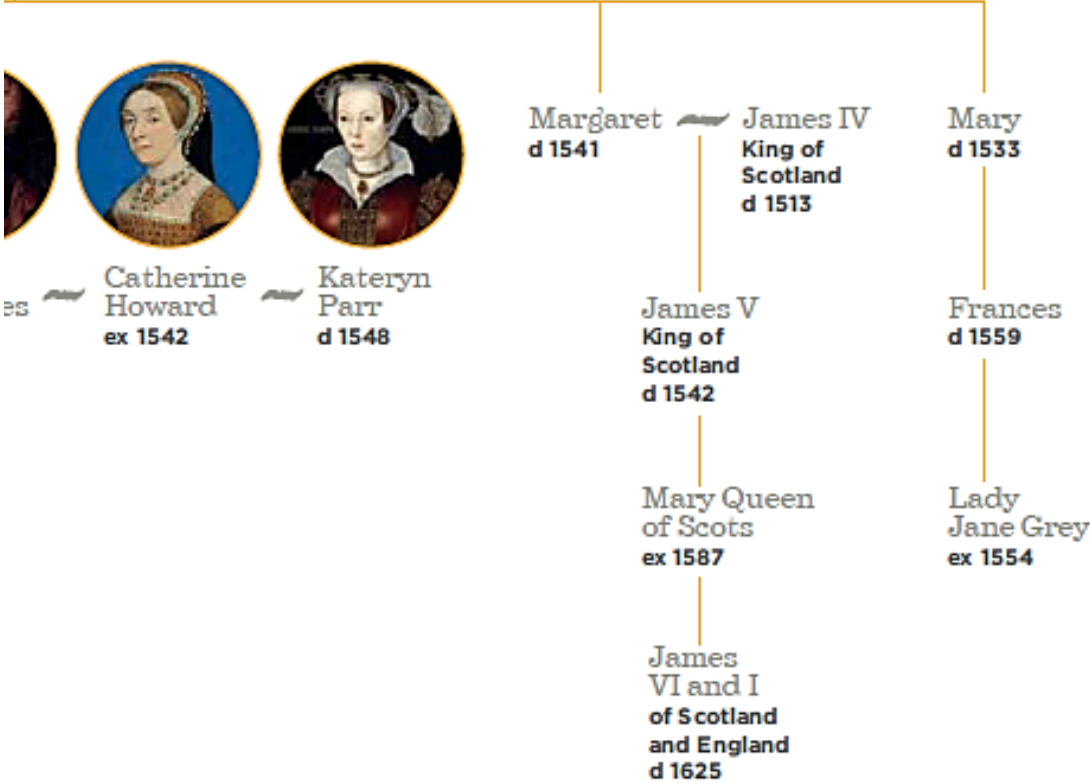 Margaret
d 1541
James IV
King of
Scotland
d 1513
Mary
d 1533
es
Catherine
Howard
ex 1542
Kateryn
Parr
d 1548
James V
King of
Scotland
d 1542
Frances
d 1559
Mary Queen
of Scots
ex 1587
Lady
Jane Grey
ex 1554
James
VI and I
of Scotland
and England
d 1625